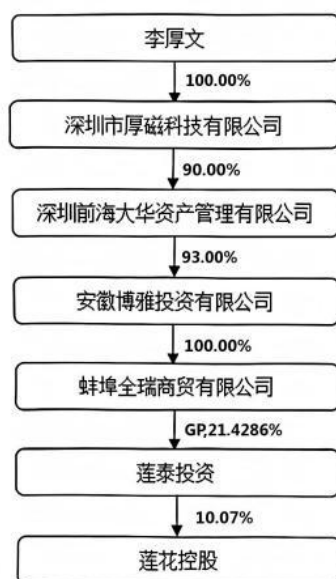 李厚文
100.00%
深圳市厚磁科技有限公司
90.00%
深圳前海大华资产管理有限公司
93.00%
安徽博雅投资有限公司
100.00%
蚌埠全瑞商贸有限公司
GP,21.4286%
莲泰投资
10.07%
莲花控股